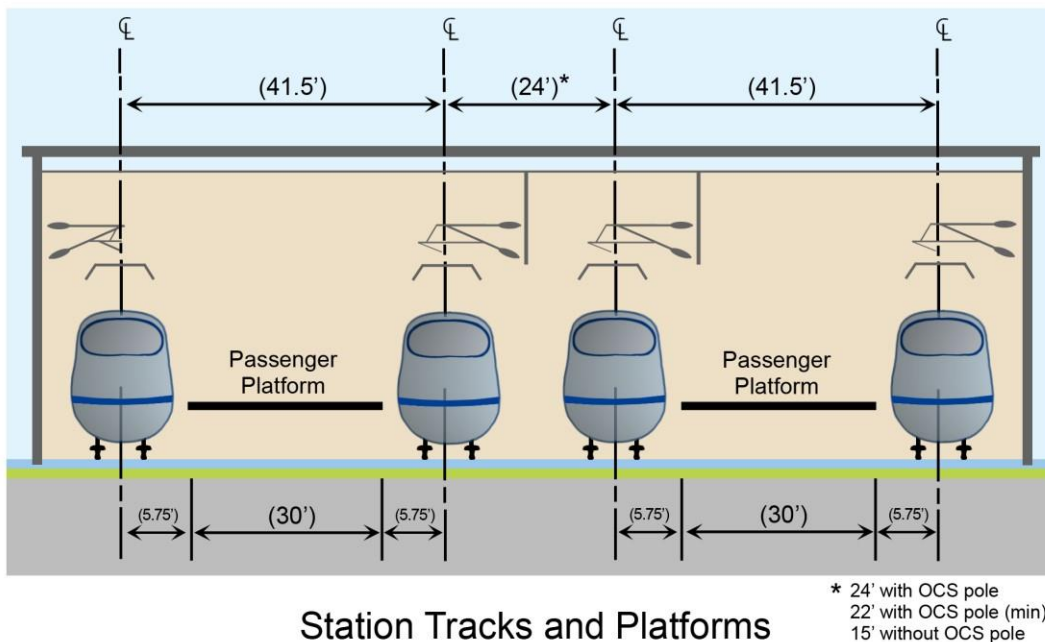 ℄ ℄ ℄ ℄
(41.5’) (24’)* (41.5’)
Passenger
Platform
Passenger
Platform
(5.75’) (30’) (5.75’) (5.75’) (30’) (5.75’)
Station Tracks and Platforms
* 24’ with OCS pole
22’ with OCS pole (min)
15’ without OCS pole